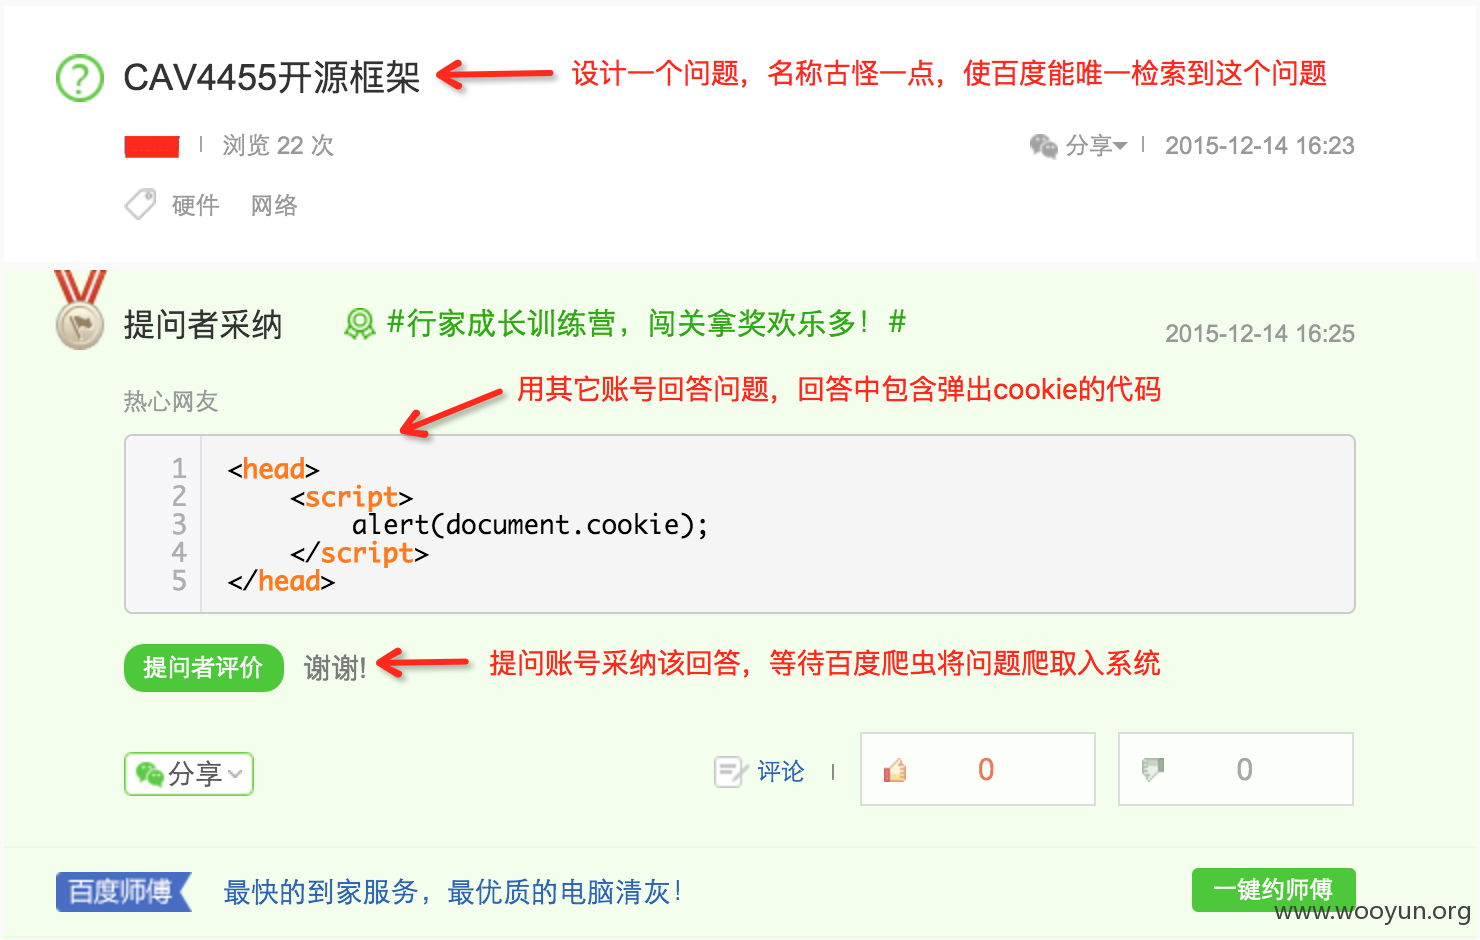 CAV4455开源框架
设计一个问题，名称古怪一点，使百度能唯一检索到这个问题
浏览 22 次
分享
2015-12-14 16:23
硬件 网络
提问者采纳
#行家成长训练营，闯关拿奖欢乐多！#
2015-12-14 16:25
热心网友
用其它账号回答问题，回答中包含弹出cookie的代码
1 <head>
2 <script>
3 alert(document.cookie);
4 </script>
5 </head>
提问者评价
谢谢!
提问账号采纳该回答，等待百度爬虫将问题爬取入系统
分享
评论
0
0
百度师傅
最快的到家服务，最优质的电脑清灰！
一键约师傅
www.wooyun.org